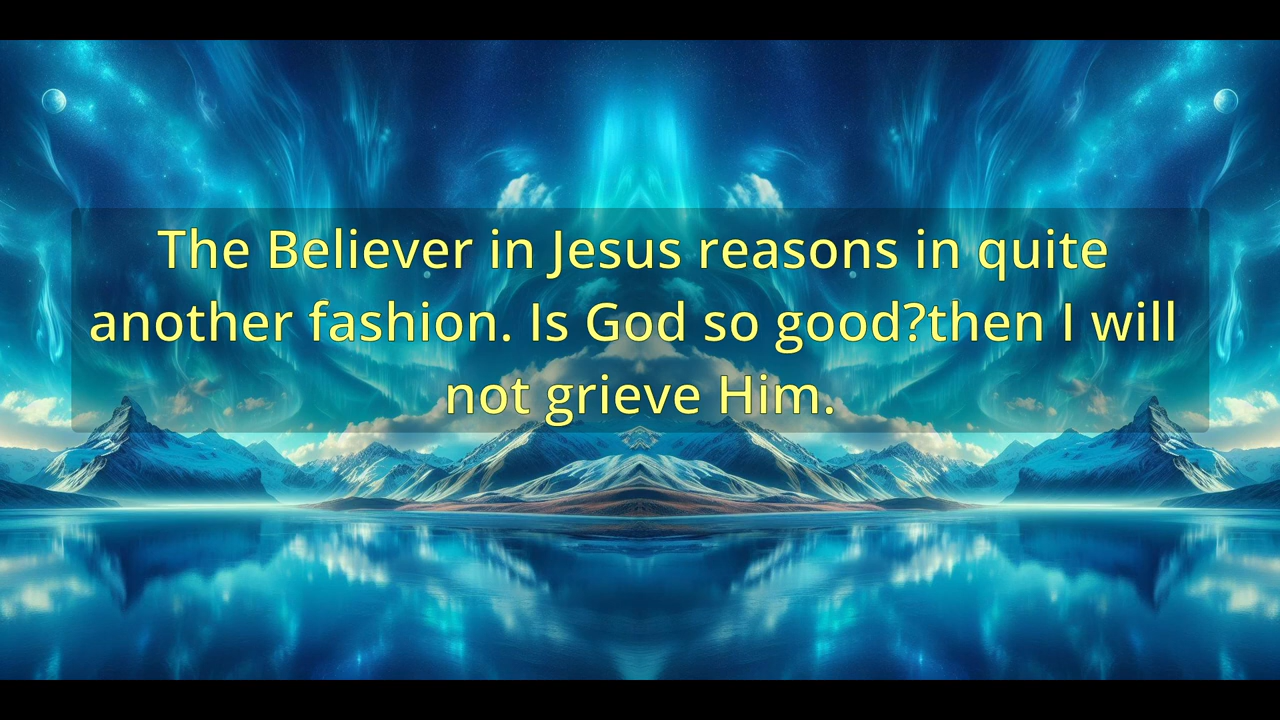 The Believer in Jesus reasons in quite
another fashion. Is God so good?then I will
not grieve Him.